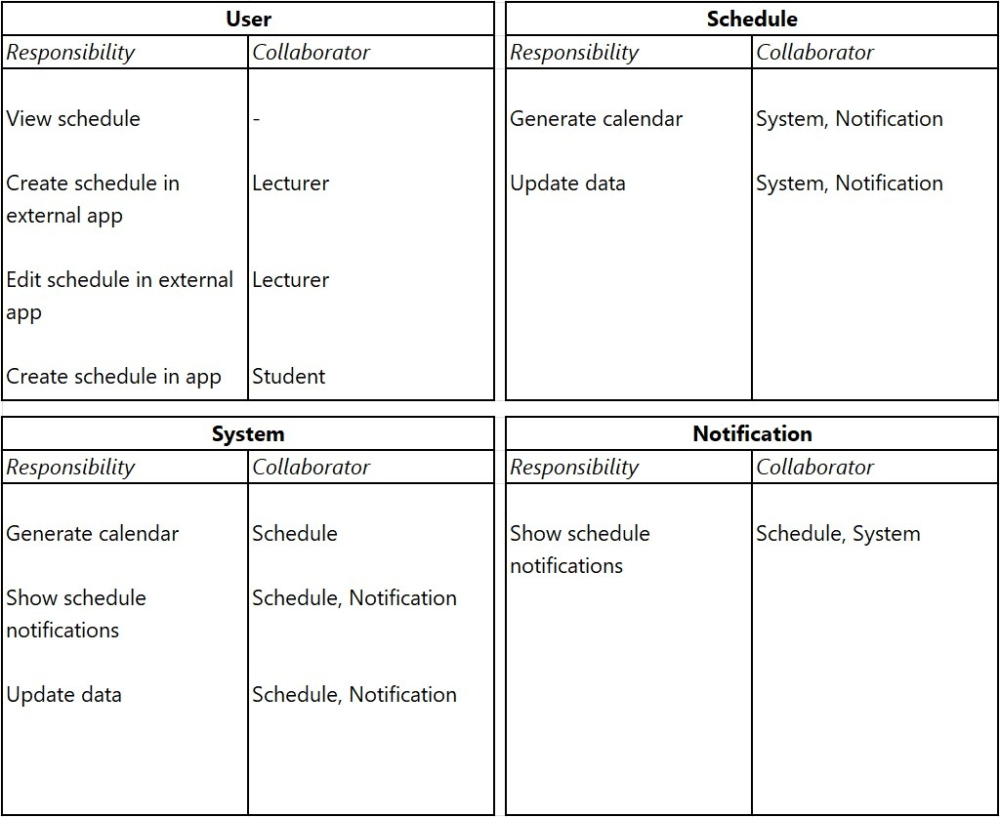 User
Responsibility Collaborator
View schedule -
Create schedule in Lecturer
external app
Edit schedule in external Lecturer
app
Create schedule in app Student
Schedule
Responsibility Collaborator
Generate calendar System, Notification
Update data System, Notification
System
Responsibility Collaborator
Generate calendar Schedule
Show schedule Schedule, Notification
notifications
Update data Schedule, Notification
Notification
Responsibility Collaborator
Show schedule Schedule, System
notifications